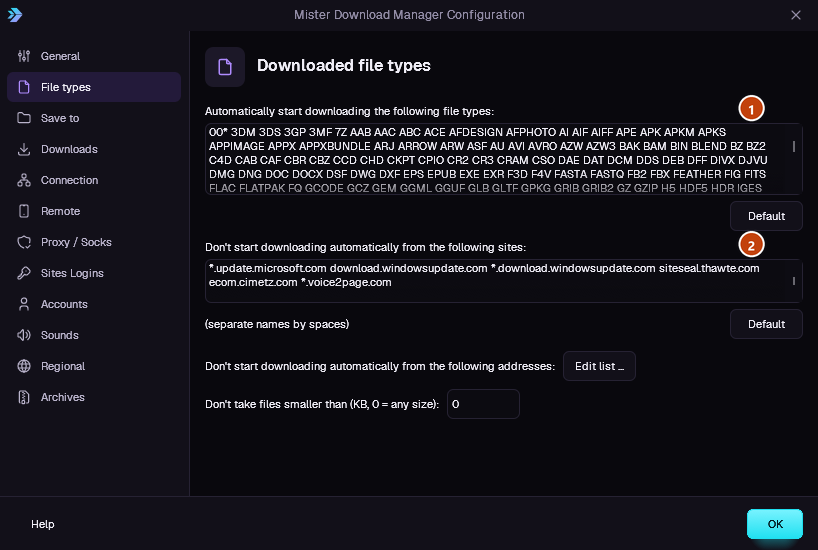 Mister Download Manager Configuration
General
File types
Save to
Downloads
Connection
Remote
Proxy / Socks
Sites Logins
Accounts
Sounds
Regional
Archives
Downloaded file types
Automatically start downloading the following file types:
1
00* 3DM 3DS 3GP 3MF 7Z AAB AAC ABC ACE AFDESIGN AFPHOTO AI AIF AIFF APE APK APKM APKS
APPIMAGE APPX APPXBUNDLE ARJ ARROW ARW ASF AU AVI AVRO AZW AZW3 BAK BAM BIN BLEND BZ BZ2
C4D CAB CAF CBR CBZ CCD CHD CKPT CPIO CR2 CR3 CRAM CSO DAE DAT DCM DDS DEB DFF DIVX DJVU
DMG DNG DOC DOCX DSF DWG DXF EPS EPUB EXE EXR F3D F4V FASTA FASTQ FB2 FBX FEATHER FIG FITS
FLAC FLATPAK FQ GCODE GCZ GEM GGML GGUF GLB GLTF GPKG GRIB GRIB2 GZ GZIP H5 HDF5 HDR IGES
Default
Don't start downloading automatically from the following sites:
2
*.update.microsoft.com download.windowsupdate.com *.download.windowsupdate.com siteseal.thawte.com
ecom.cimetz.com *.voice2page.com
(separate names by spaces)
Default
Don't start downloading automatically from the following addresses:
Edit list ...
Don't take files smaller than (KB, 0 = any size):
0
Help
OK